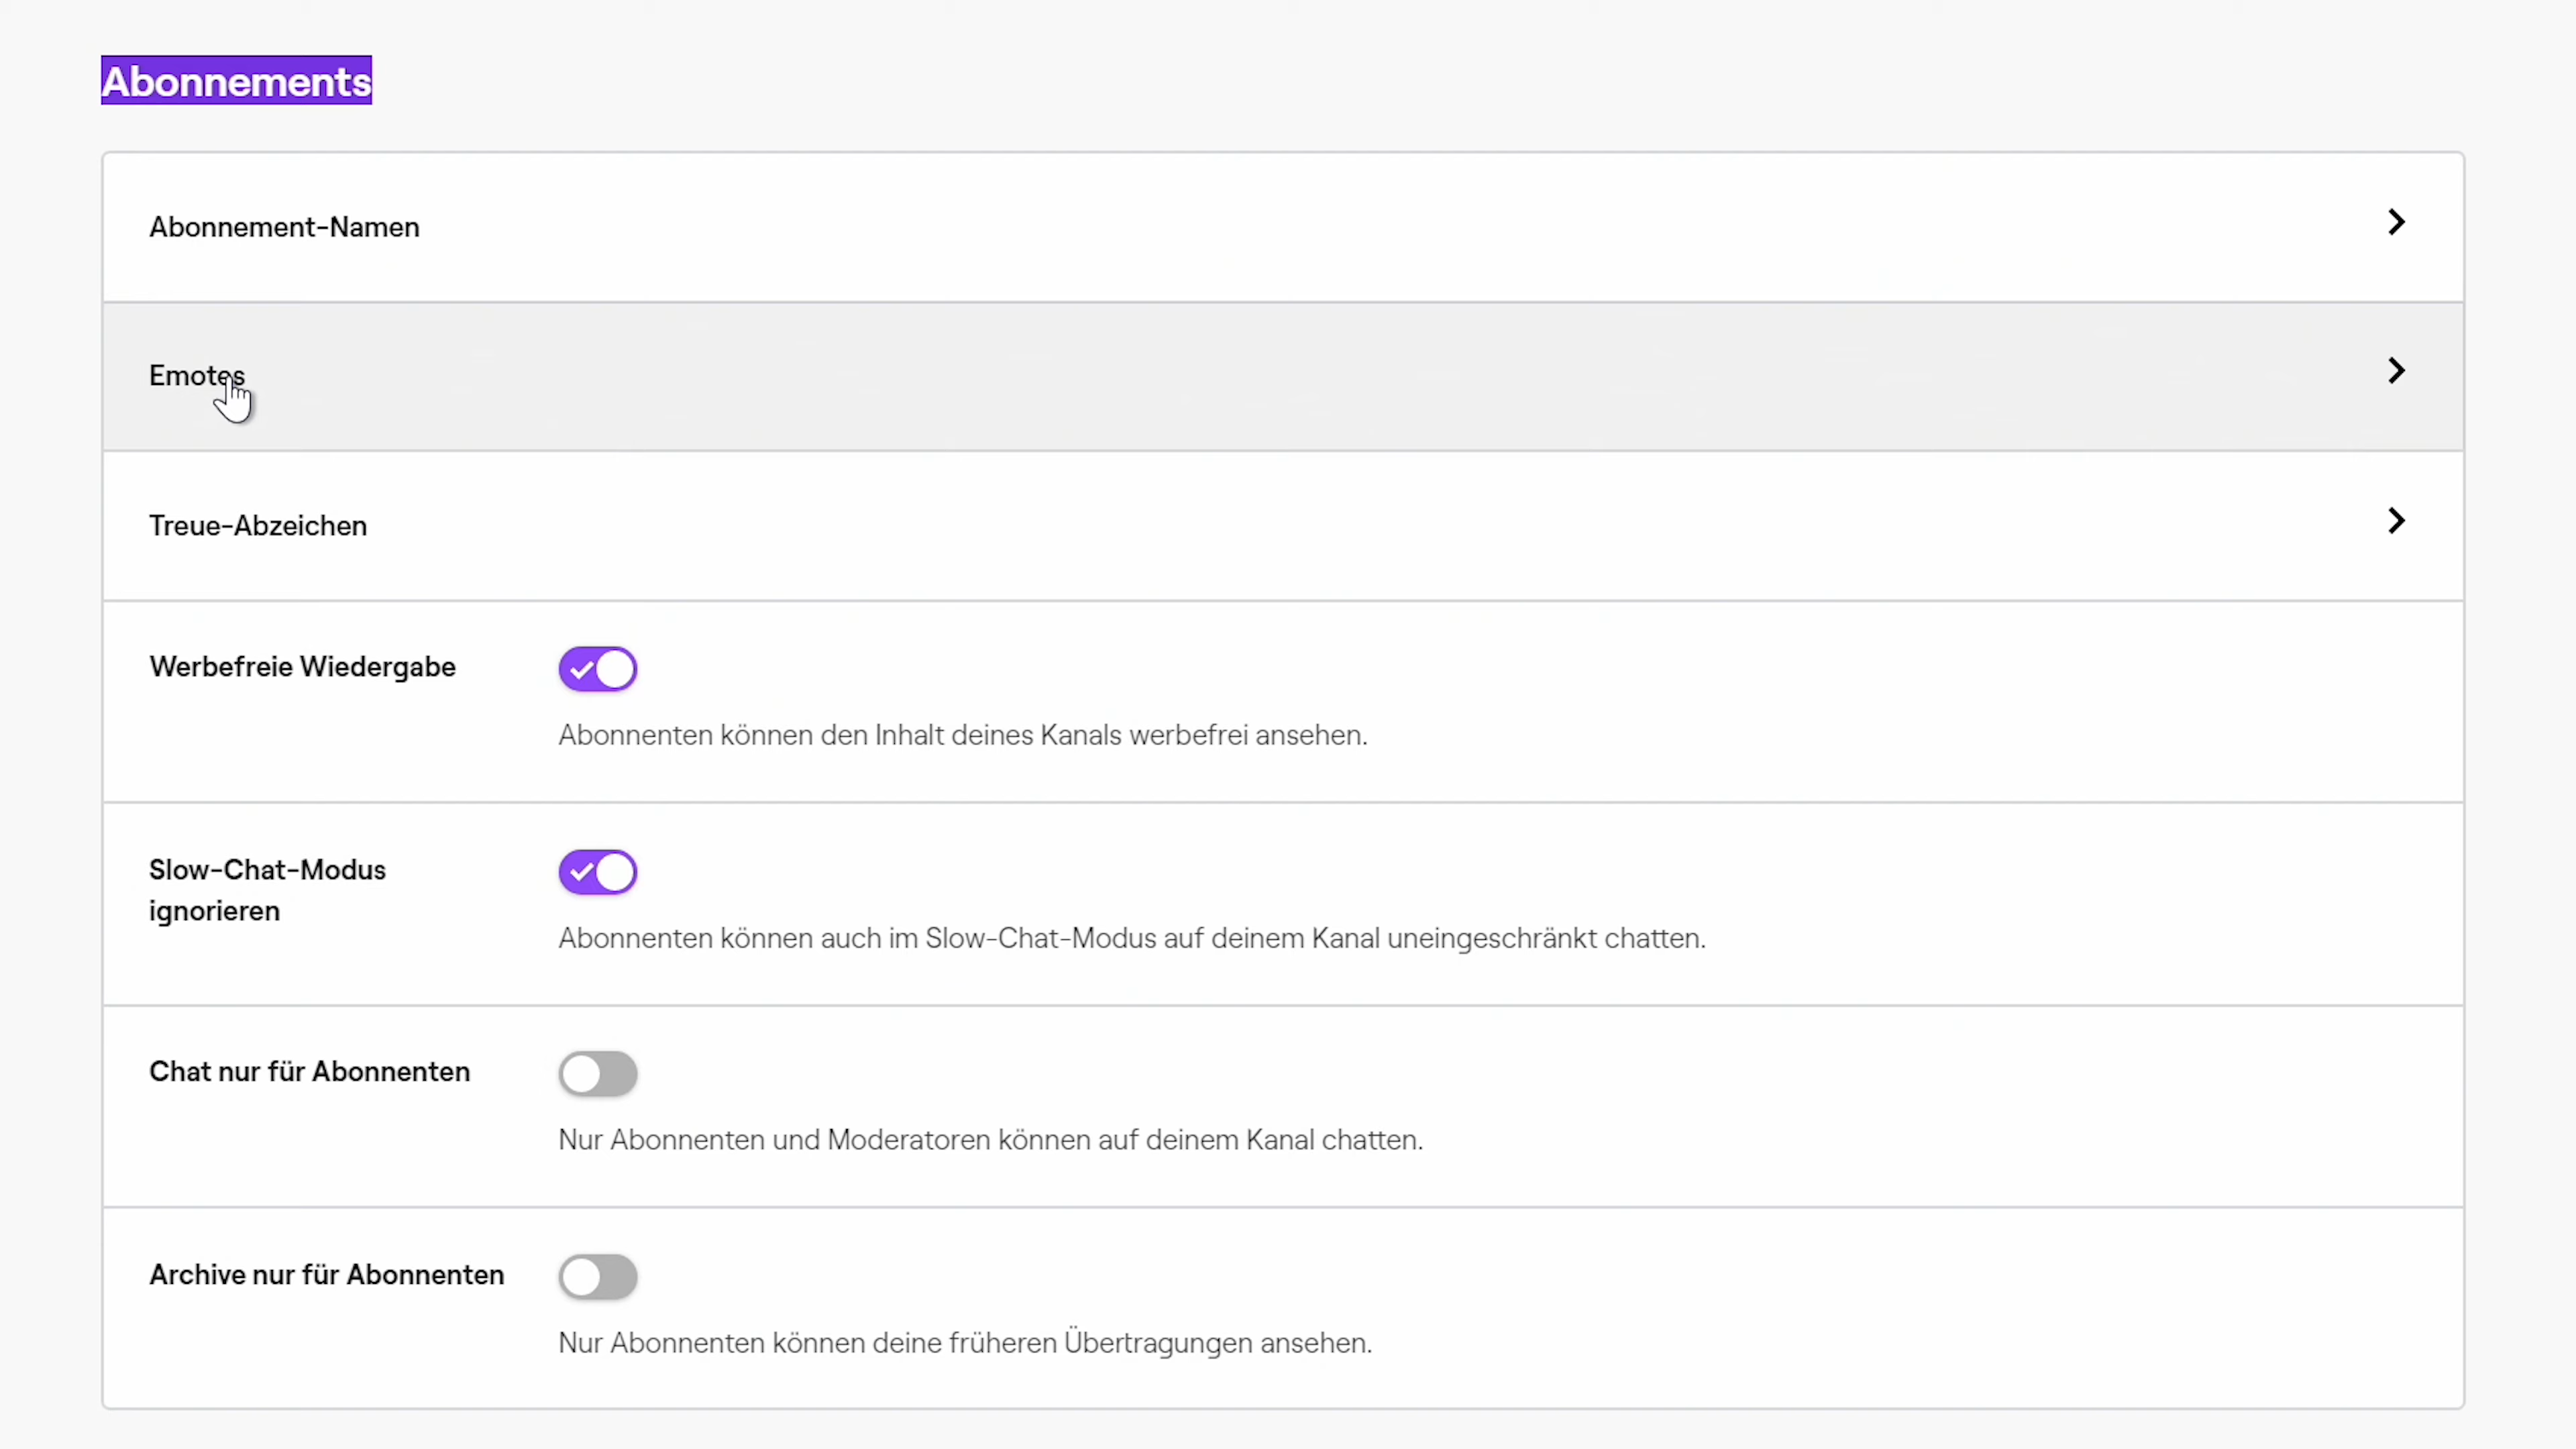 Abonnements
Abonnement-Namen
Emotes
Treue-Abzeichen
Werbefreie Wiedergabe
Abonnenten können den Inhalt deines Kanals werbefrei ansehen.
Slow-Chat-Modus
ignorieren
Abonnenten können auch im Slow-Chat-Modus auf deinem Kanal uneingeschränkt chatten.
Chat nur für Abonnenten
Nur Abonnenten und Moderatoren können auf deinem Kanal chatten.
Archive nur für Abonnenten
Nur Abonnenten können deine früheren Übertragungen ansehen.